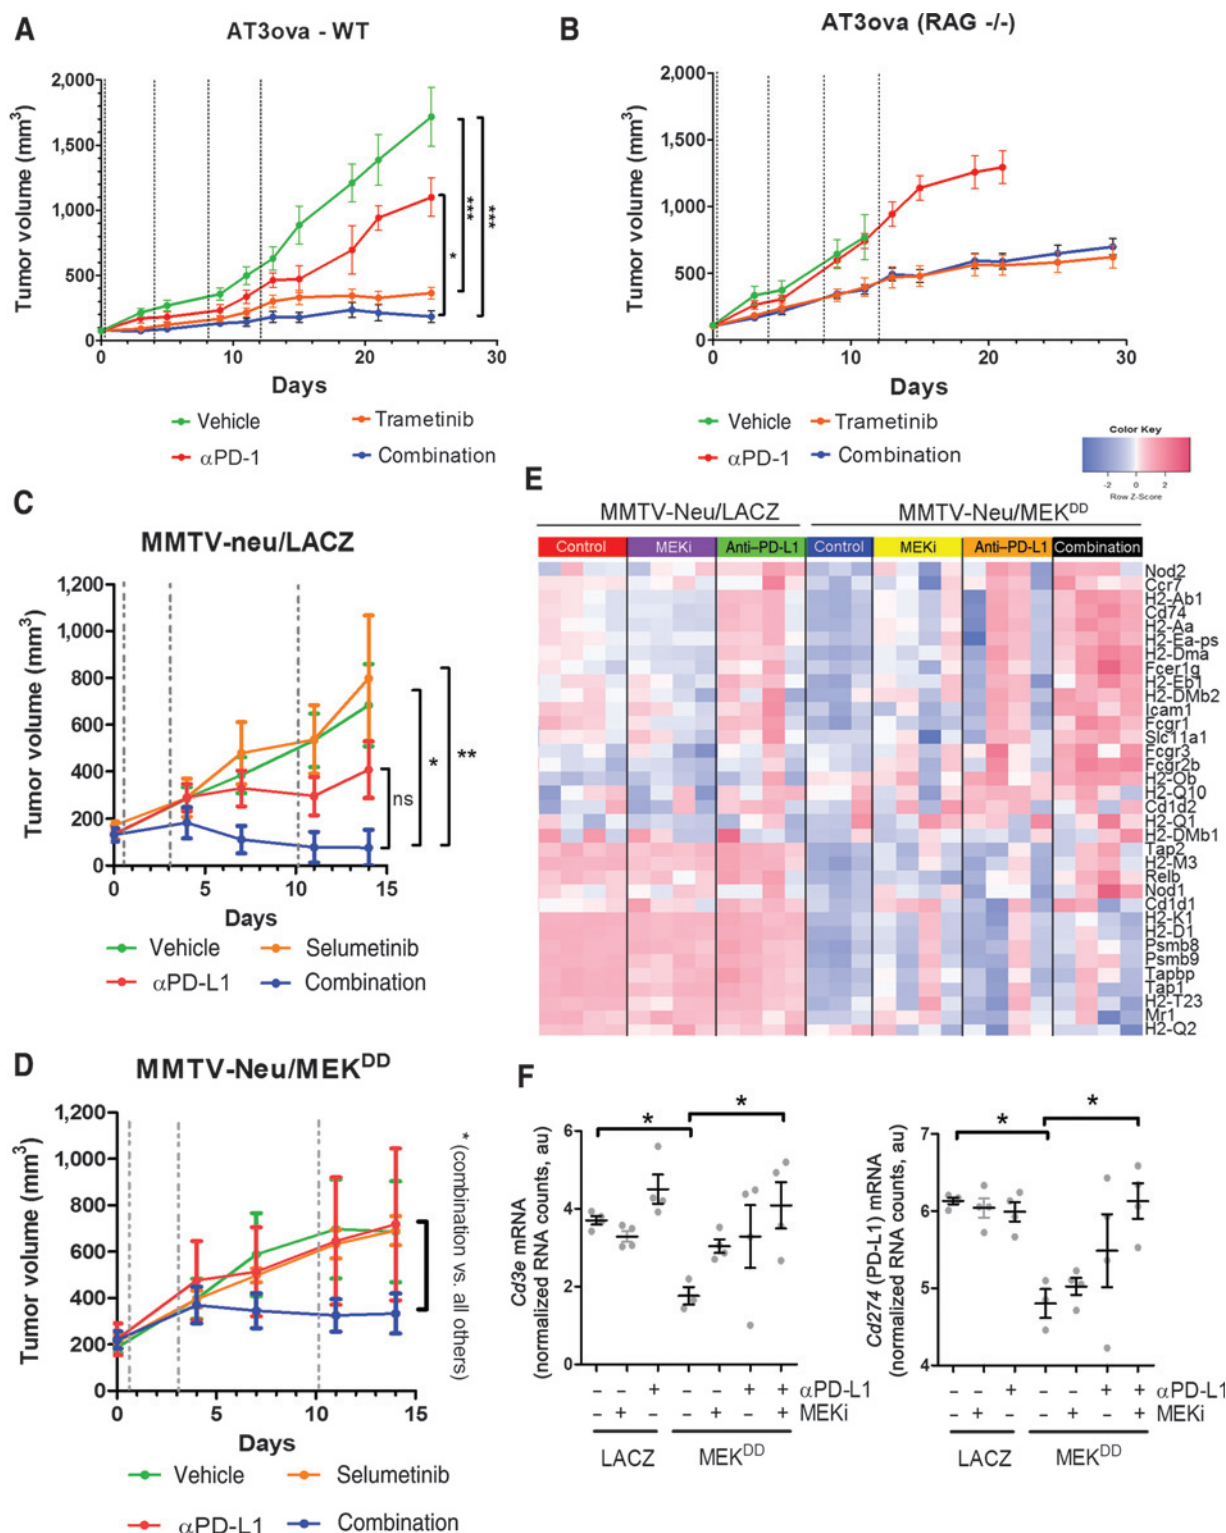 A
AT3ova - WT
Tumor volume (mm³)
2,000
1,500
1,000
500
0
0
10
20
30
Days
*
***
***
Vehicle
Trametinib
αPD-1
Combination
B
AT3ova (RAG -/-)
Tumor volume (mm³)
2,000
1,500
1,000
500
0
0
10
20
30
Days
Vehicle
Trametinib
αPD-1
Combination
Color Key
-2
0
2
Row Z-Score
C
MMTV-neu/LACZ
Tumor volume (mm³)
1,200
1,000
800
600
400
200
0
0
5
10
15
Days
ns
*
**
Vehicle
Selumetinib
αPD-L1
Combination
E
MMTV-Neu/LACZ
MMTV-Neu/MEKᴰᴰ
Control
MEKi
Anti–PD-L1
Control
MEKi
Anti–PD-L1
Combination
Nod2
Ccr7
H2-Ab1
Cd74
H2-Aa
H2-Ea-ps
H2-Dma
Fcer1g
H2-Eb1
H2-DMb2
Icam1
Fcgr1
Slc11a1
Fcgr3
Fcgr2b
H2-Ob
H2-Q10
Cd1d2
H2-Q1
H2-DMb1
Tap2
H2-M3
Relb
Nod1
Cd1d1
H2-K1
H2-D1
Psmb8
Psmb9
Tapbp
Tap1
H2-T23
Mr1
H2-Q2
D
MMTV-Neu/MEKᴰᴰ
Tumor volume (mm³)
1,200
1,000
800
600
400
200
0
0
5
10
15
Days
*
(combination vs. all others)
Vehicle
Selumetinib
αPD-L1
Combination
F
Cd3e mRNA
(normalized RNA counts, au)
6
4
2
0
*
*
– – + – – + +
– + – – + – +
LACZ
MEKᴰᴰ
Cd274 (PD-L1) mRNA
(normalized RNA counts, au)
7
6
5
4
*
*
– – + – – + + αPD-L1
– + – – + – + MEKi
αPD-L1
MEKi
LACZ
MEKᴰᴰ